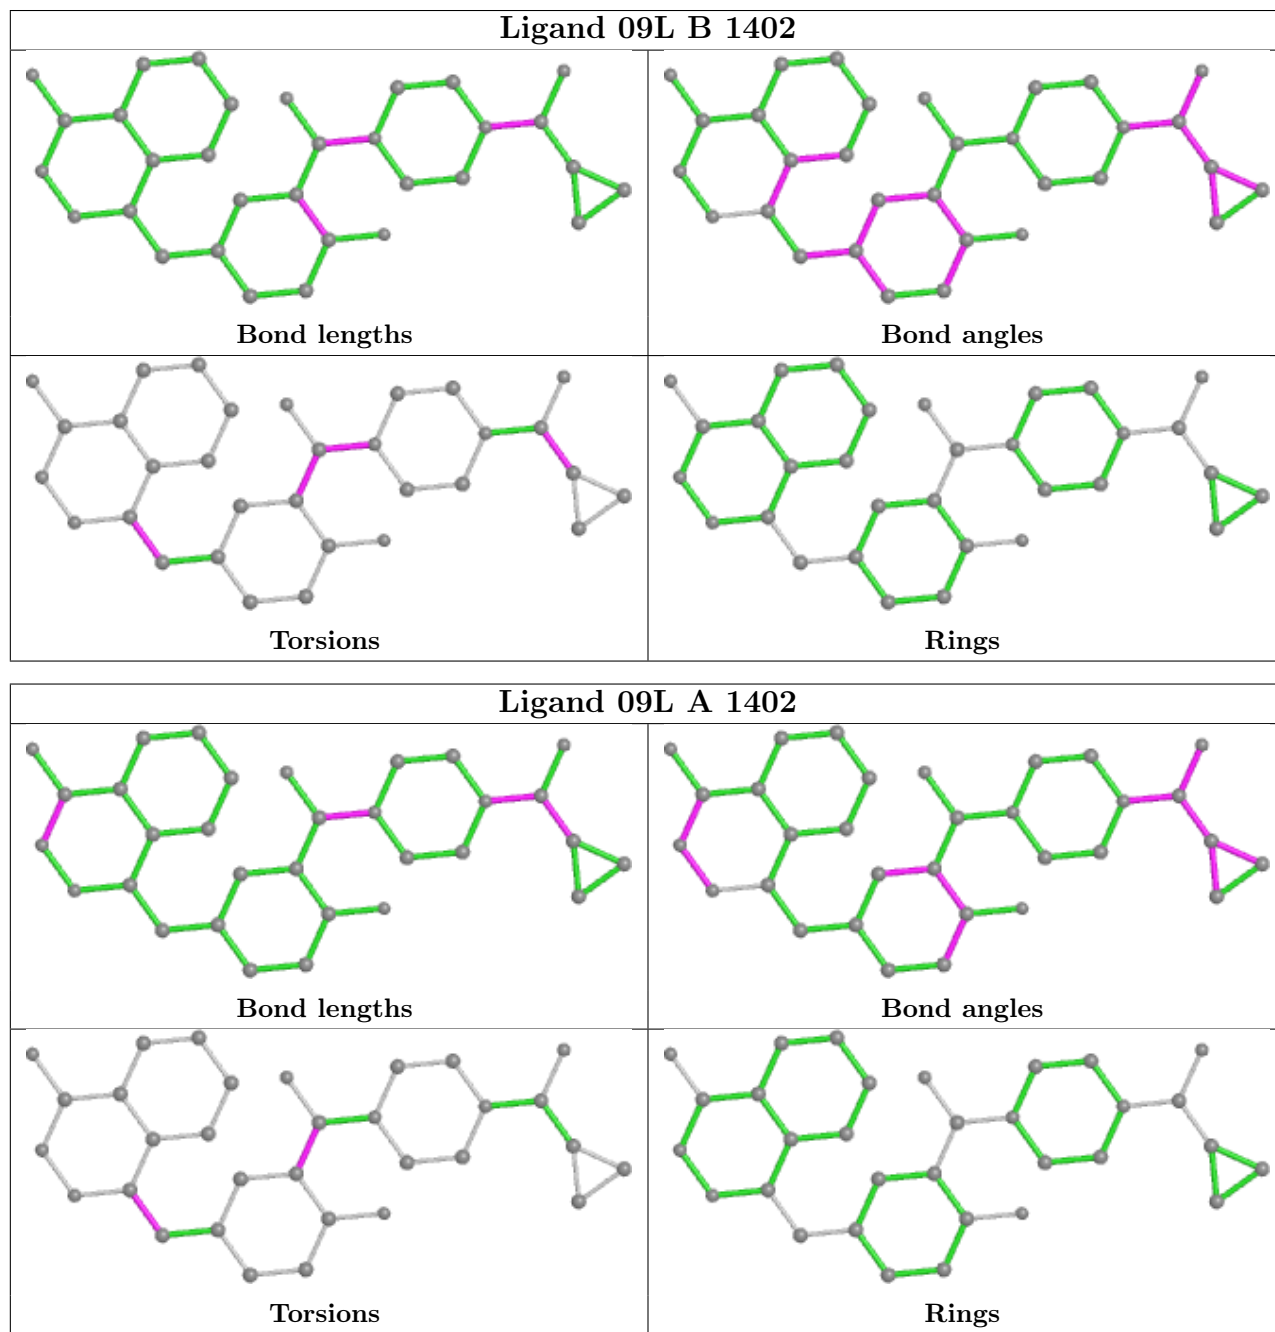 Ligand 09L B 1402
Bond lengths
Bond angles
Torsions
Rings
Ligand 09L A 1402
Bond lengths
Bond angles
Torsions
Rings